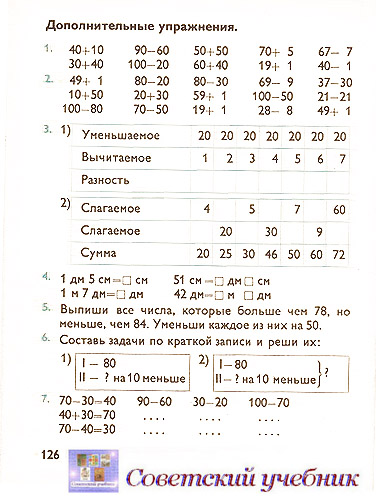 Дополнительные упражнения.
1. 40+10 90−60 50+50 70+ 5 67− 7
30+40 100−20 60+40 19+ 1 40− 1
2. 49+ 1 80−20 80−30 69− 9 37−30
10+50 20+30 59+ 1 100−50 21−21
100−80 70−50 19+ 1 28− 8 49+ 1
3. 1) Уменьшаемое 20 20 20 20 20 20 20
Вычитаемое 1 2 3 4 5 6 7
Разность
2) Слагаемое 4 5 7 60
Слагаемое 20 30 9
Сумма 20 25 30 46 50 60 72
4. 1 дм 5 см=□ см 51 см=□ дм □ см
1 м 7 дм=□ дм 42 дм=□ м □ дм
5. Выпиши все числа, которые больше чем 78, но
меньше, чем 84. Уменьши каждое из них на 50.
6. Составь задачи по краткой записи и реши их:
1) I − 80
II − ? на 10 меньше
2) I − 80
II − ? на 10 меньше } ?
7. 70−30=40 90−60 30−20 100−70
40+30=70 .... .... ....
70−40=30 .... .... ....
126
Советский учебник